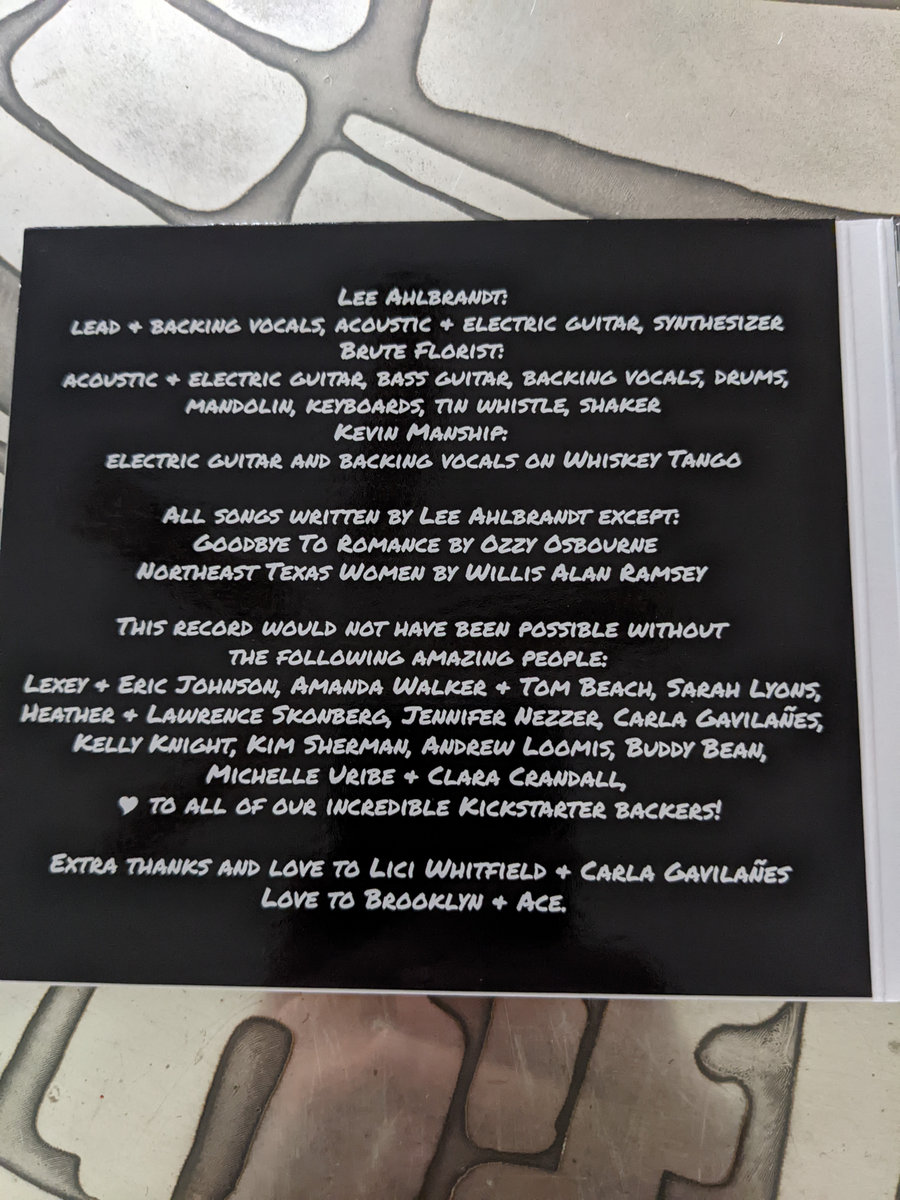 Lee Ahlbrandt:
lead & backing vocals, acoustic & electric guitar, synthesizer
Brute Florist:
acoustic & electric guitar, bass guitar, backing vocals, drums,
mandolin, keyboards, tin whistle, shaker
Kevin Manship:
electric guitar and backing vocals on Whiskey Tango
All songs written by Lee Ahlbrandt except:
Goodbye To Romance by Ozzy Osbourne
Northeast Texas Women by Willis Alan Ramsey
This record would not have been possible without
the following amazing people:
Lexey & Eric Johnson, Amanda Walker & Tom Beach, Sarah Lyons,
Heather & Lawrence Skonberg, Jennifer Nezzer, Carla Gavilañes,
Kelly Knight, Kim Sherman, Andrew Loomis, Buddy Bean,
Michelle Uribe & Clara Crandall,
♥ to all of our incredible Kickstarter backers!
Extra thanks and love to Lici Whitfield & Carla Gavilañes
Love to Brooklyn & Ace.